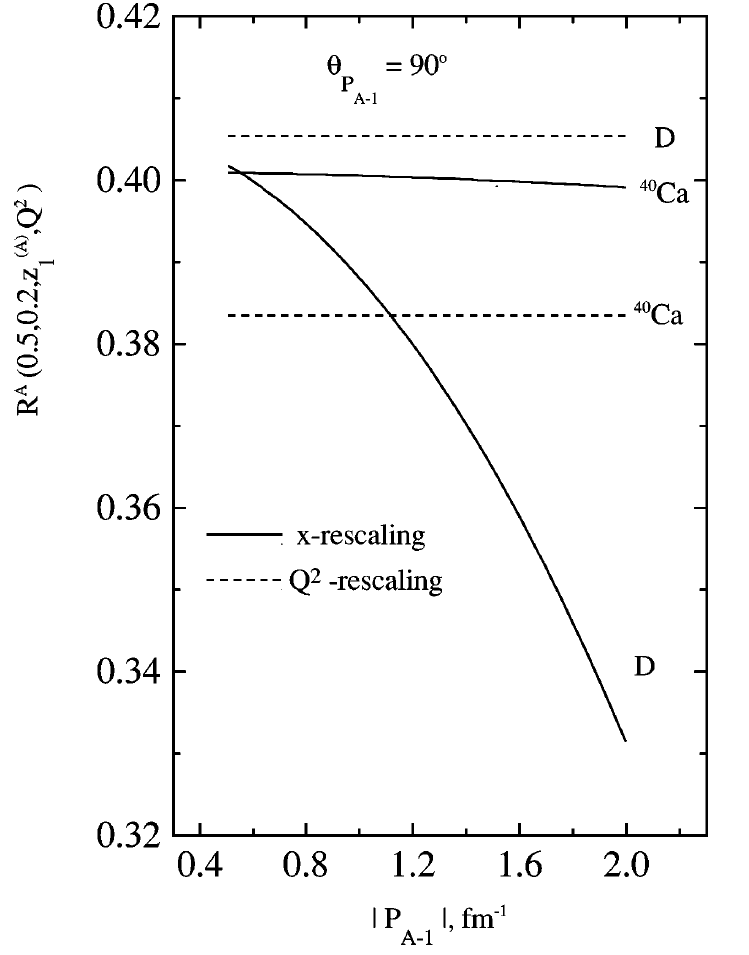 0.42
θ_{P_{A-1}} = 90°
D
0.40
⁴⁰Ca
⁴⁰Ca
0.38
R^A (0.5,0.2,z_1^{(A)},Q²)
0.36
x-rescaling
Q² -rescaling
0.34
D
0.32
0.4 0.8 1.2 1.6 2.0
| P_{A-1} |, fm⁻¹